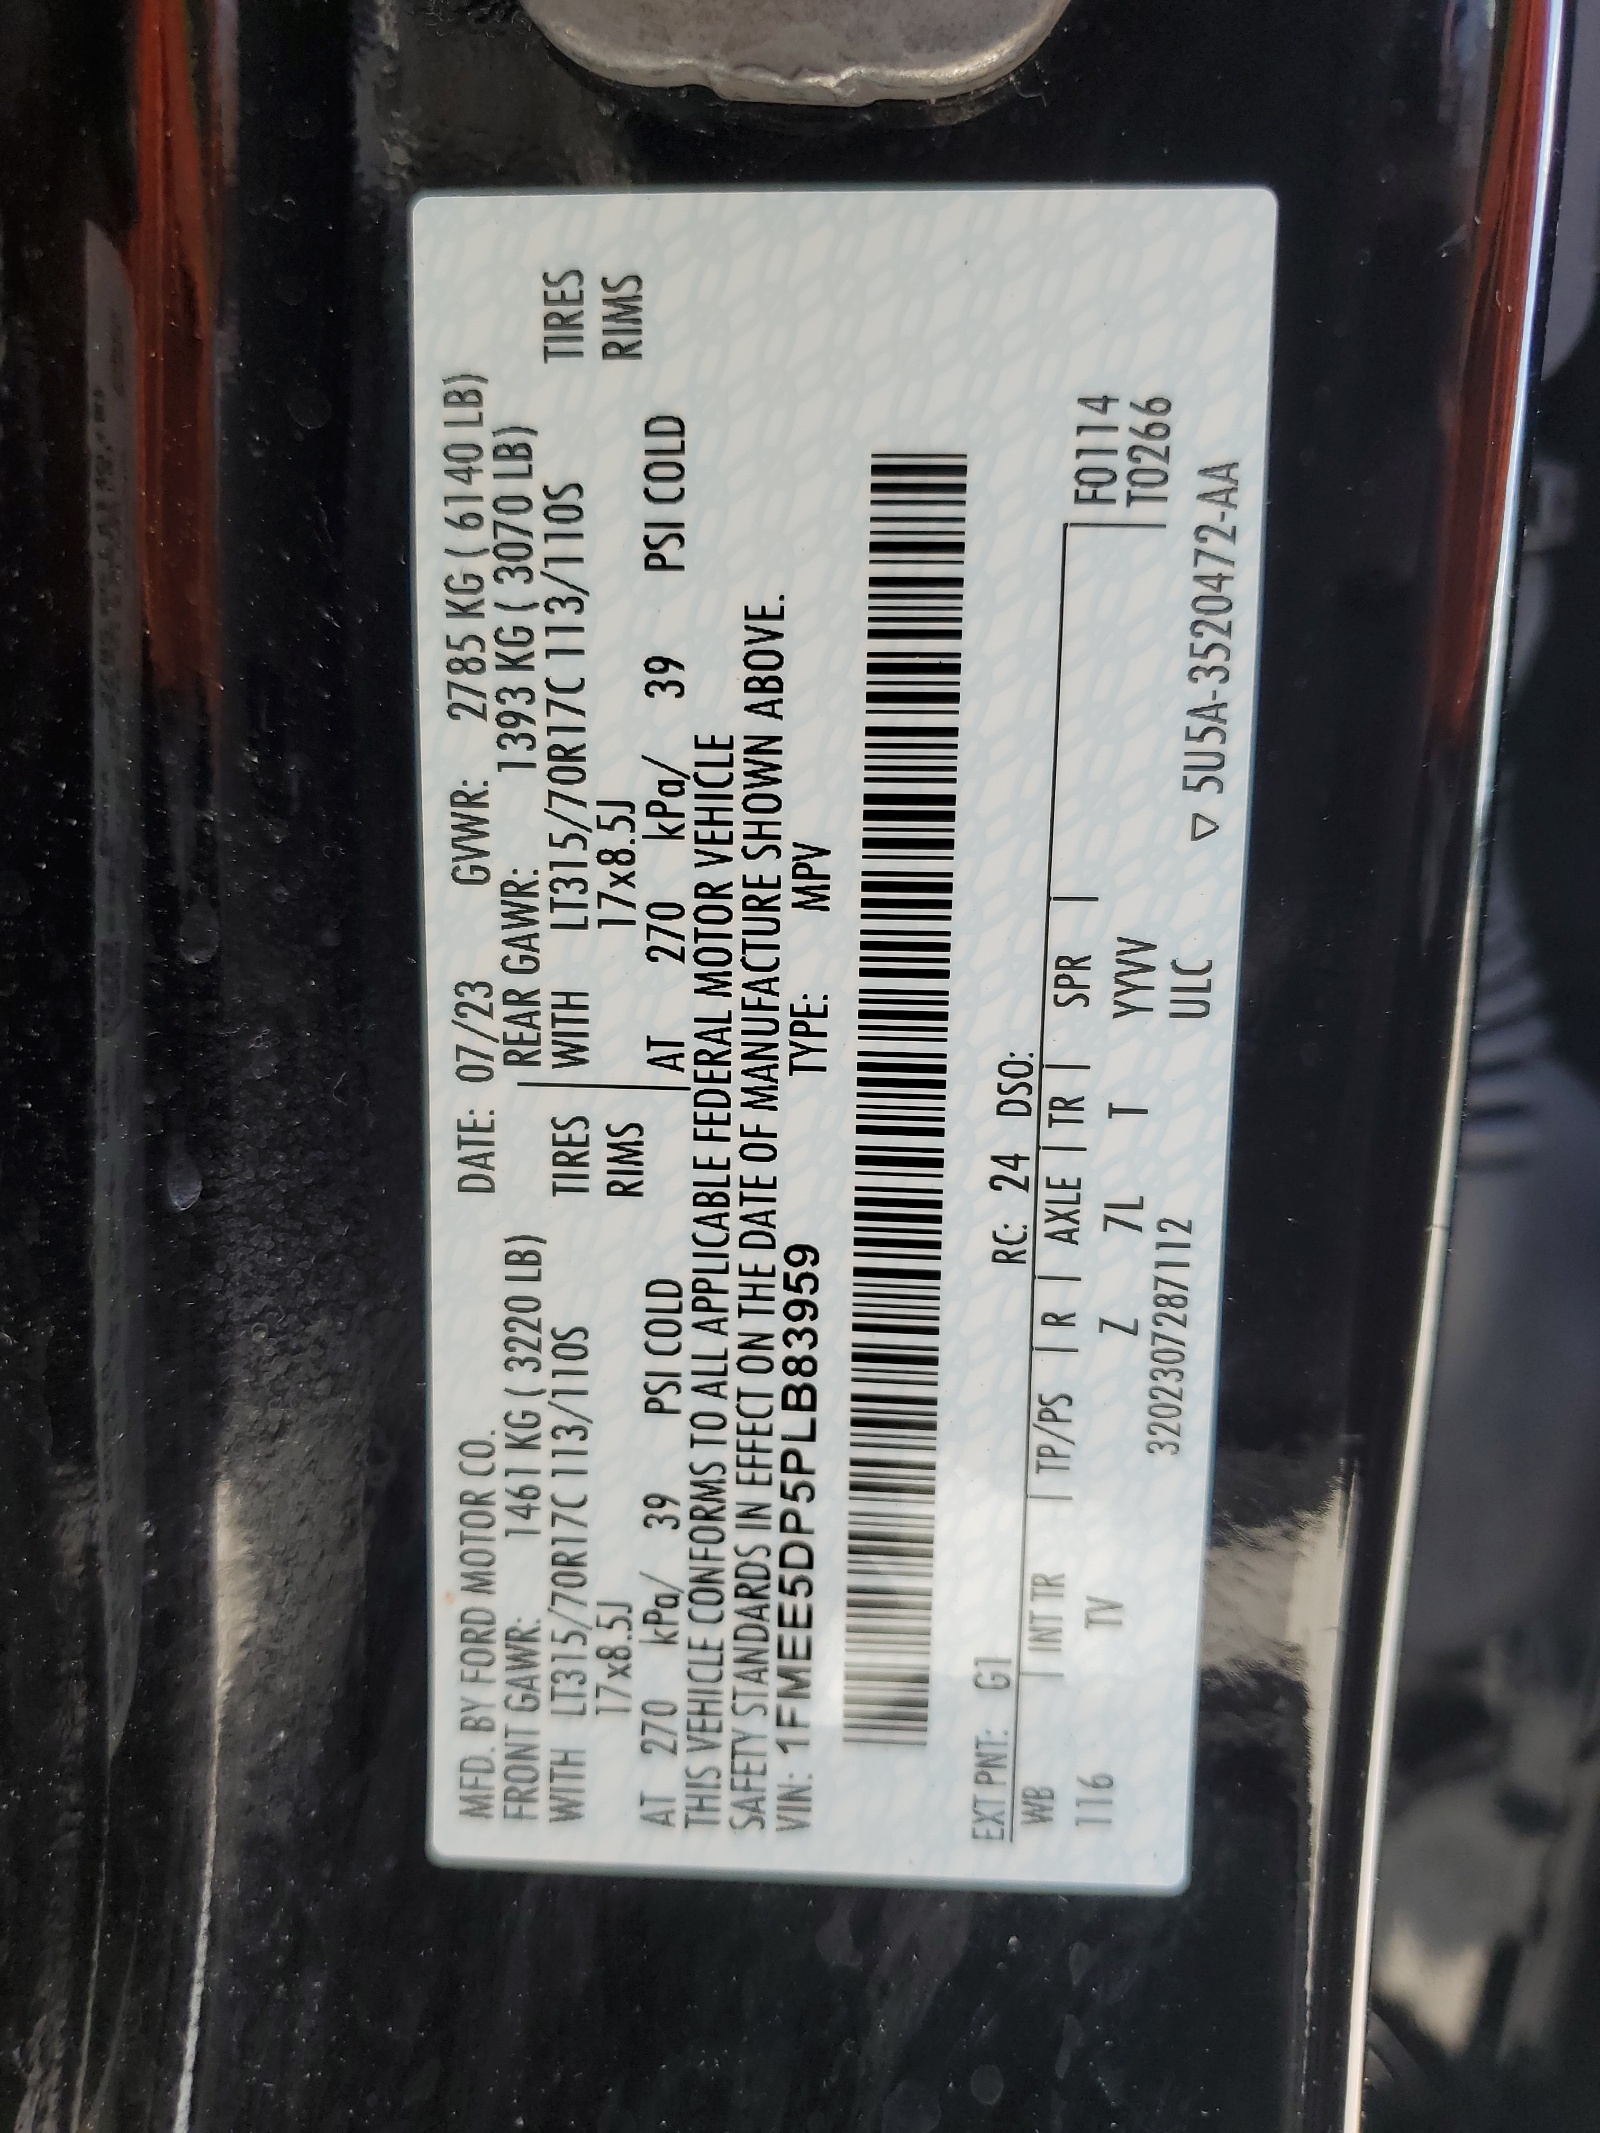 MFD. BY FORD MOTOR CO. DATE: 07/23 GVWR: 2785 KG ( 6140 LB)
FRONT GAWR: 1461 KG ( 3220 LB) REAR GAWR: 1393 KG ( 3070 LB)
WITH LT315/70R17C 113/110S TIRES WITH LT315/70R17C 113/110S TIRES
17x8.5J RIMS 17x8.5J RIMS
AT 270 kPa/ 39 PSI COLD AT 270 kPa/ 39 PSI COLD
THIS VEHICLE CONFORMS TO ALL APPLICABLE FEDERAL MOTOR VEHICLE
SAFETY STANDARDS IN EFFECT ON THE DATE OF MANUFACTURE SHOWN ABOVE.
VIN: 1FMEE5DP5PLB83959 TYPE: MPV
EXT PNT: G1 RC: 24 DSO:
WB | INT TR | TP/PS | R | AXLE | TR | SPR | F0114
116 TV Z 7L T YYVV T0266
3202307287112 ULC ▽ 5U5A-3520472-AA